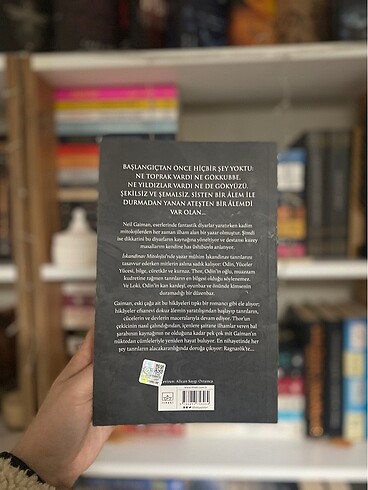 BAŞLANGIÇTAN ÖNCE HİÇBİR ŞEY YOKTU.
NE TOPRAK VARDI NE GÖKKUBBE,
NE YILDIZLAR VARDI NE DE GÖKYÜZÜ.
ŞEKİLSİZ VE ŞEMALSİZ, SİSTEN BİR ÂLEM İLE
DURMADAN YANAN ATEŞTEN BİR ÂLEMDİ
VAR OLAN...
Neil Gaiman, eserlerinde fantastik diyarlar yaratırken kadim
mitolojilerden her zaman ilham alan bir yazar olmuştur. Şimdi
ise dikkatini bu diyarların kaynağına yöneltiyor ve destansı kuzey
masallarını kendine has üslubuyla anlatıyor.
İskandinav Mitolojisi'nde yazar mühim İskandinav tanrılarını
tasavvur ederken mitlerin aslına sadık kalıyor: Odin, Yüceler
Yücesi, bilge, cüretkâr ve kurnaz. Thor, Odin'in oğlu, muazzam
kudretine rağmen tanrıların en bilgesi olduğu söylenemez.
Ve Loki, Odin'in kan kardeşi, oyunbaz ve önünde kimsenin
duramadığı bir düzenbaz.
Gaiman, eski çağa ait bu hikâyeleri tıpkı bir romancı gibi ele alıyor;
hikâyeler efsanevi dokuz âlemin yaratılışından başlayıp tanrıların,
cücelerin ve devlerin maceralarıyla devam ediyor. Thor'un
çekicinin nasıl çalındığından, içenlere şairane ilhamlar veren bal
şarabının kaynağının ne olduğuna kadar pek çok mit Gaiman'ın
nüktedan cümleleriyle yeniden hayat buluyor. En nihayetinde her
şey tanrıların alacakaranlığında doruğa çıkıyor: Ragnarök'te...